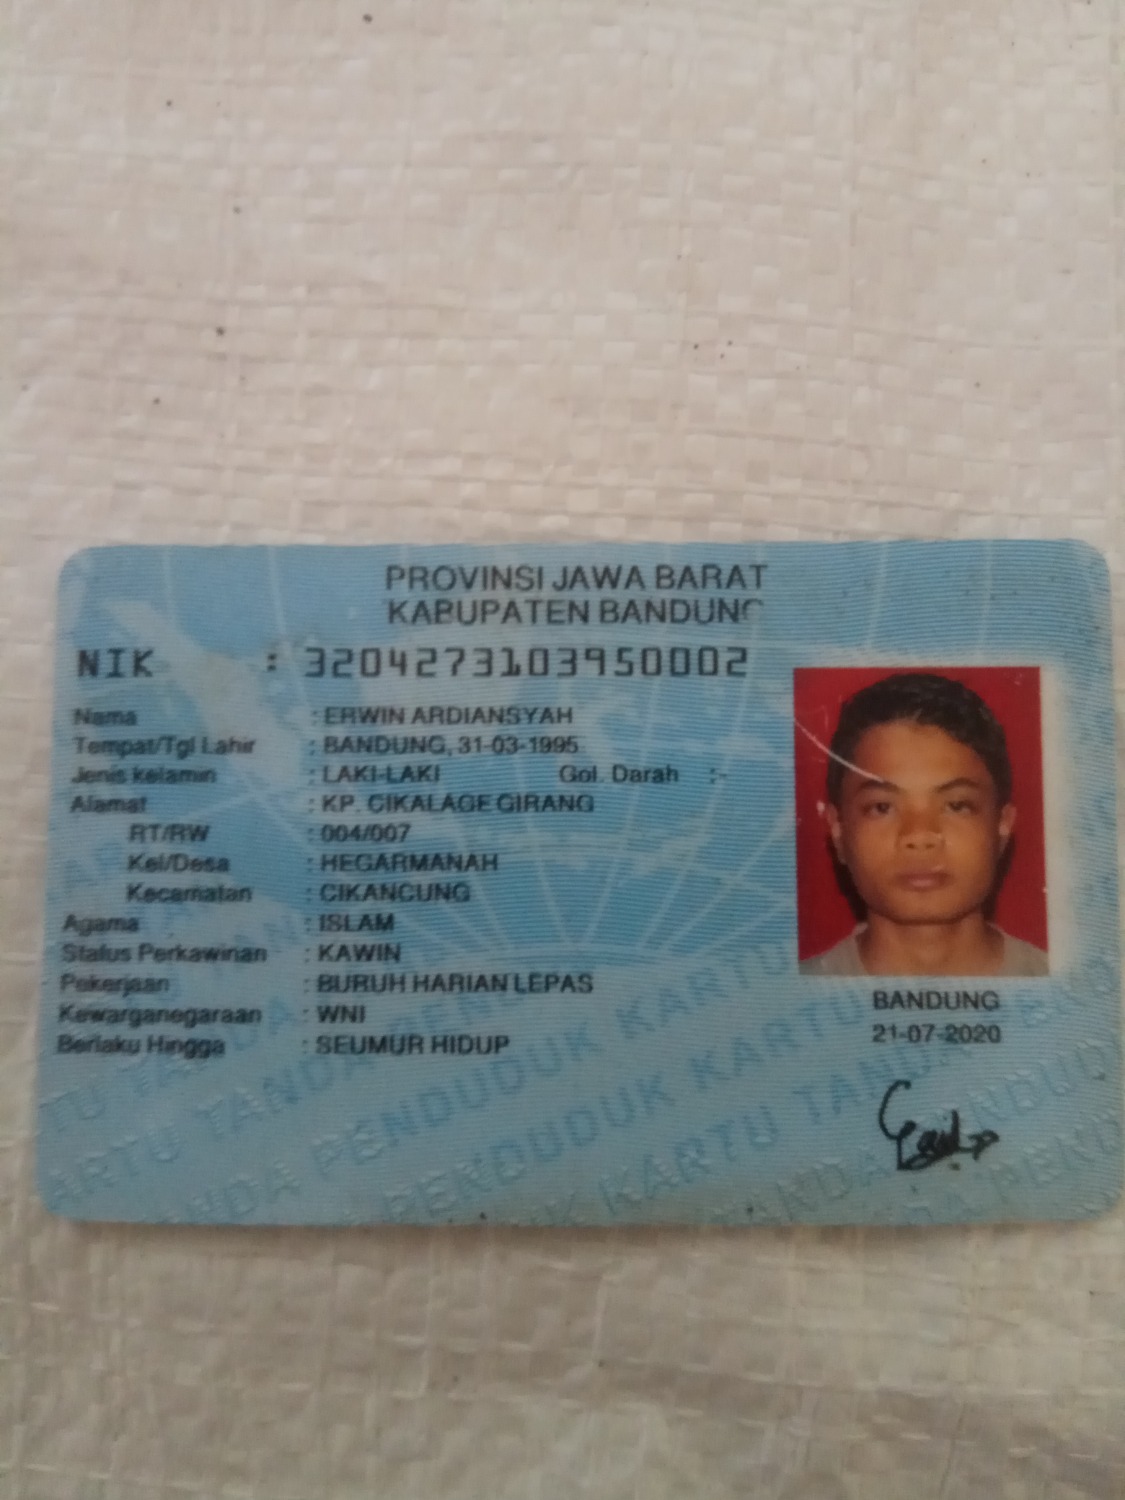 PROVINSI JAWA BARAT
KABUPATEN BANDUNG
NIK : 3204273103950002
Nama : ERWIN ARDIANSYAH
Tempat/Tgl Lahir : BANDUNG, 31-03-1995
Jenis kelamin : LAKI-LAKI Gol. Darah :-
Alamat : KP. CIKALAGE GIRANG
RT/RW : 004/007
Kel/Desa : HEGARMANAH
Kecamatan : CIKANCUNG
Agama : ISLAM
Status Perkawinan : KAWIN
Pekerjaan : BURUH HARIAN LEPAS
Kewarganegaraan : WNI
Berlaku Hingga : SEUMUR HIDUP
BANDUNG
21-07-2020